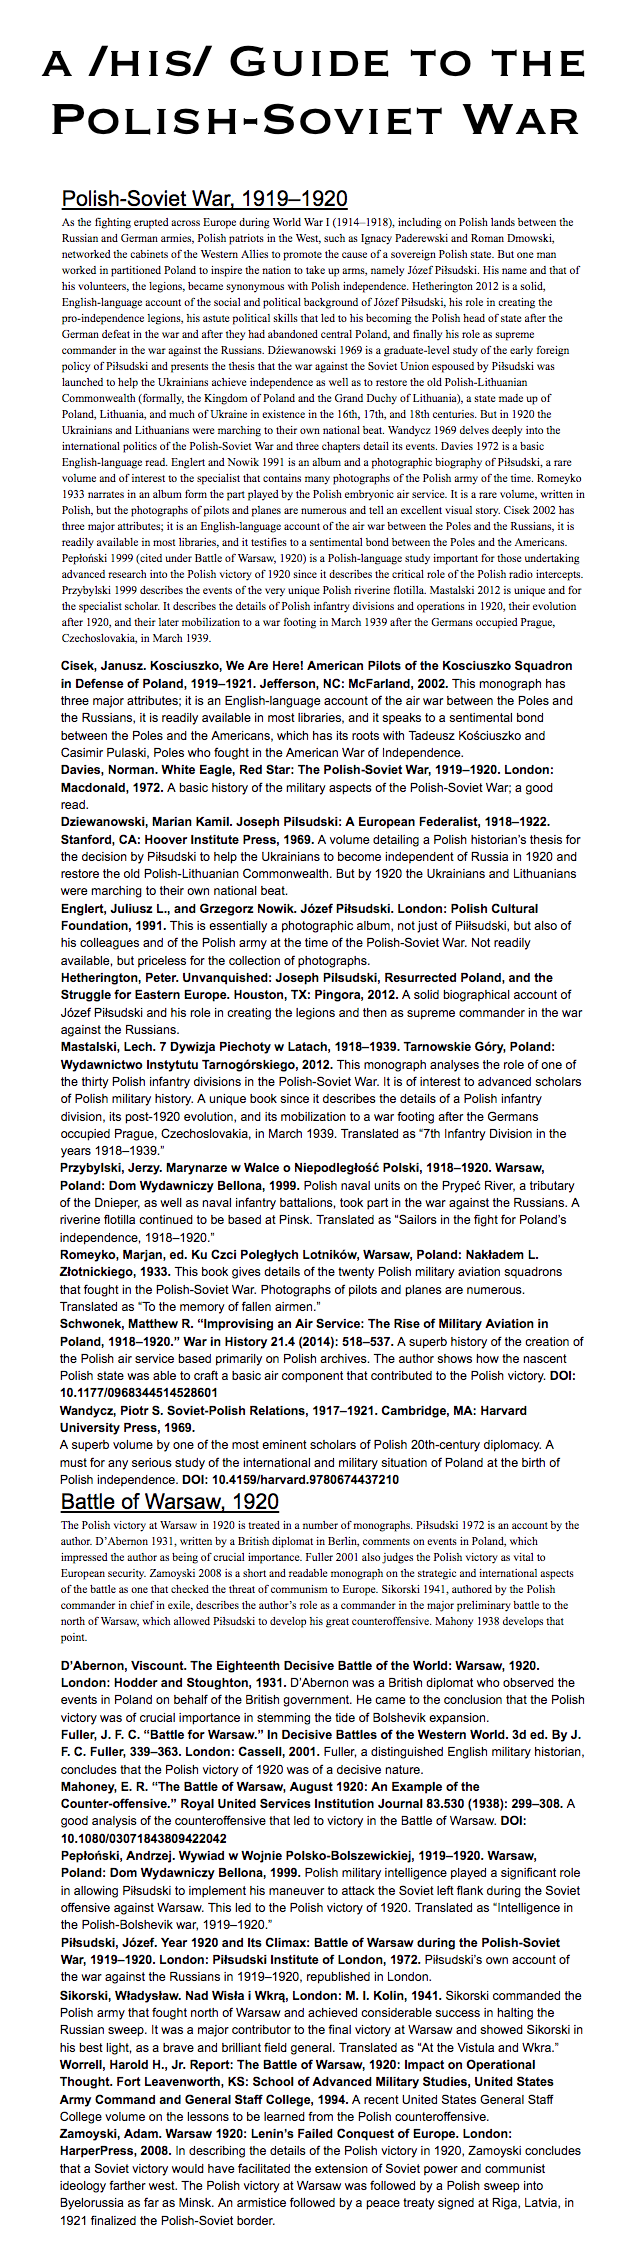 A /HIS/ GUIDE TO THE
POLISH-SOVIET WAR
Polish-Soviet War, 1919–1920
As the fighting erupted across Europe during World War I (1914–1918), including on Polish lands between the
Russian and German armies, Polish patriots in the West, such as Ignacy Paderewski and Roman Dmowski,
networked the cabinets of the Western Allies to promote the cause of a sovereign Polish state. But one man
worked in partitioned Poland to inspire the nation to take up arms, namely Józef Piłsudski. His name and that of
his volunteers, the legions, became synonymous with Polish independence. Hetherington 2012 is a solid,
English-language account of the social and political background of Józef Piłsudski, his role in creating the
pro-independence legions, his astute political skills that led to his becoming the Polish head of state after the
German defeat in the war and after they had abandoned central Poland, and finally his role as supreme
commander in the war against the Russians. Dźiewanowski 1969 is a graduate-level study of the early foreign
policy of Piłsudski and presents the thesis that the war against the Soviet Union espoused by Piłsudski was
launched to help the Ukrainians achieve independence as well as to restore the old Polish-Lithuanian
Commonwealth (formally, the Kingdom of Poland and the Grand Duchy of Lithuania), a state made up of
Poland, Lithuania, and much of Ukraine in existence in the 16th, 17th, and 18th centuries. But in 1920 the
Ukrainians and Lithuanians were marching to their own national beat. Wandycz 1969 delves deeply into the
international politics of the Polish-Soviet War and three chapters detail its events. Davies 1972 is a basic
English-language read. Englert and Nowik 1991 is an album and a photographic biography of Piłsudski, a rare
volume and of interest to the specialist that contains many photographs of the Polish army of the time. Romeyko
1933 narrates in an album form the part played by the Polish embryonic air service. It is a rare volume, written in
Polish, but the photographs of pilots and planes are numerous and tell an excellent visual story. Cisek 2002 has
three major attributes; it is an English-language account of the air war between the Poles and the Russians, it is
readily available in most libraries, and it testifies to a sentimental bond between the Poles and the Americans.
Pepłoński 1999 (cited under Battle of Warsaw, 1920) is a Polish-language study important for those undertaking
advanced research into the Polish victory of 1920 since it describes the critical role of the Polish radio intercepts.
Przybylski 1999 describes the events of the very unique Polish riverine flotilla. Mastalski 2012 is unique and for
the specialist scholar. It describes the details of Polish infantry divisions and operations in 1920, their evolution
after 1920, and their later mobilization to a war footing in March 1939 after the Germans occupied Prague,
Czechoslovakia, in March 1939.
Cisek, Janusz. Kosciuszko, We Are Here! American Pilots of the Kosciuszko Squadron
in Defense of Poland, 1919–1921. Jefferson, NC: McFarland, 2002. This monograph has
three major attributes; it is an English-language account of the air war between the Poles and
the Russians, it is readily available in most libraries, and it speaks to a sentimental bond
between the Poles and the Americans, which has its roots with Tadeusz Kościuszko and
Casimir Pulaski, Poles who fought in the American War of Independence.
Davies, Norman. White Eagle, Red Star: The Polish-Soviet War, 1919–1920. London:
Macdonald, 1972. A basic history of the military aspects of the Polish-Soviet War; a good
read.
Dziewanowski, Marian Kamil. Joseph Pilsudski: A European Federalist, 1918–1922.
Stanford, CA: Hoover Institute Press, 1969. A volume detailing a Polish historian's thesis for
the decision by Piłsudski to help the Ukrainians to become independent of Russia in 1920 and
restore the old Polish-Lithuanian Commonwealth. But by 1920 the Ukrainians and Lithuanians
were marching to their own national beat.
Englert, Juliusz L., and Grzegorz Nowik. Józef Piłsudski. London: Polish Cultural
Foundation, 1991. This is essentially a photographic album, not just of Piiłsudski, but also of
his colleagues and of the Polish army at the time of the Polish-Soviet War. Not readily
available, but priceless for the collection of photographs.
Hetherington, Peter. Unvanquished: Joseph Pilsudski, Resurrected Poland, and the
Struggle for Eastern Europe. Houston, TX: Pingora, 2012. A solid biographical account of
Józef Piłsudski and his role in creating the legions and then as supreme commander in the war
against the Russians.
Mastalski, Lech. 7 Dywizja Piechoty w Latach, 1918–1939. Tarnowskie Góry, Poland:
Wydawnictwo Instytutu Tarnogórskiego, 2012. This monograph analyses the role of one of
the thirty Polish infantry divisions in the Polish-Soviet War. It is of interest to advanced scholars
of Polish military history. A unique book since it describes the details of a Polish infantry
division, its post-1920 evolution, and its mobilization to a war footing after the Germans
occupied Prague, Czechoslovakia, in March 1939. Translated as “7th Infantry Division in the
years 1918–1939.”
Przybylski, Jerzy. Marynarze w Walce o Niepodległość Polski, 1918–1920. Warsaw,
Poland: Dom Wydawniczy Bellona, 1999. Polish naval units on the Prypeć River, a tributary
of the Dnieper, as well as naval infantry battalions, took part in the war against the Russians. A
riverine flotilla continued to be based at Pinsk. Translated as “Sailors in the fight for Poland's
independence, 1918–1920.”
Romeyko, Marjan, ed. Ku Czci Poległych Lotników, Warsaw, Poland: Nakładem L.
Złotnickiego, 1933. This book gives details of the twenty Polish military aviation squadrons
that fought in the Polish-Soviet War. Photographs of pilots and planes are numerous.
Translated as “To the memory of fallen airmen.”
Schwonek, Matthew R. “Improvising an Air Service: The Rise of Military Aviation in
Poland, 1918–1920.” War in History 21.4 (2014): 518–537. A superb history of the creation of
the Polish air service based primarily on Polish archives. The author shows how the nascent
Polish state was able to craft a basic air component that contributed to the Polish victory. DOI:
10.1177/0968344514528601
Wandycz, Piotr S. Soviet-Polish Relations, 1917–1921. Cambridge, MA: Harvard
University Press, 1969.
A superb volume by one of the most eminent scholars of Polish 20th-century diplomacy. A
must for any serious study of the international and military situation of Poland at the birth of
Polish independence. DOI: 10.4159/harvard.9780674437210
Battle of Warsaw, 1920
The Polish victory at Warsaw in 1920 is treated in a number of monographs. Piłsudski 1972 is an account by the
author. D’Abernon 1931, written by a British diplomat in Berlin, comments on events in Poland, which
impressed the author as being of crucial importance. Fuller 2001 also judges the Polish victory as vital to
European security. Zamoyski 2008 is a short and readable monograph on the strategic and international aspects
of the battle as one that checked the threat of communism to Europe. Sikorski 1941, authored by the Polish
commander in chief in exile, describes the author’s role as a commander in the major preliminary battle to the
north of Warsaw, which allowed Piłsudski to develop his great counteroffensive. Mahony 1938 develops that
point.
D’Abernon, Viscount. The Eighteenth Decisive Battle of the World: Warsaw, 1920.
London: Hodder and Stoughton, 1931. D’Abernon was a British diplomat who observed the
events in Poland on behalf of the British government. He came to the conclusion that the Polish
victory was of crucial importance in stemming the tide of Bolshevik expansion.
Fuller, J. F. C. “Battle for Warsaw.” In Decisive Battles of the Western World. 3d ed. By J.
F. C. Fuller, 339–363. London: Cassell, 2001. Fuller, a distinguished English military historian,
concludes that the Polish victory of 1920 was of a decisive nature.
Mahoney, E. R. “The Battle of Warsaw, August 1920: An Example of the
Counter-offensive.” Royal United Services Institution Journal 83.530 (1938): 299–308. A
good analysis of the counteroffensive that led to victory in the Battle of Warsaw. DOI:
10.1080/03071843809422042
Pepłoński, Andrzej. Wywiad w Wojnie Polsko-Bolszewickiej, 1919–1920. Warsaw,
Poland: Dom Wydawniczy Bellona, 1999. Polish military intelligence played a significant role
in allowing Piłsudski to implement his maneuver to attack the Soviet left flank during the Soviet
offensive against Warsaw. This led to the Polish victory of 1920. Translated as “Intelligence in
the Polish-Bolshevik war, 1919–1920.”
Piłsudski, Józef. Year 1920 and Its Climax: Battle of Warsaw during the Polish-Soviet
War, 1919–1920. London: Piłsudski Institute of London, 1972. Piłsudski’s own account of
the war against the Russians in 1919–1920, republished in London.
Sikorski, Władysław. Nad Wisła i Wkrą, London: M. I. Kolin, 1941. Sikorski commanded the
Polish army that fought north of Warsaw and achieved considerable success in halting the
Russian sweep. It was a major contributor to the final victory at Warsaw and showed Sikorski in
his best light, as a brave and brilliant field general. Translated as “At the Vistula and Wkra.”
Worrell, Harold H., Jr. Report: The Battle of Warsaw, 1920: Impact on Operational
Thought. Fort Leavenworth, KS: School of Advanced Military Studies, United States
Army Command and General Staff College, 1994. A recent United States General Staff
College volume on the lessons to be learned from the Polish counteroffensive.
Zamoyski, Adam. Warsaw 1920: Lenin’s Failed Conquest of Europe. London:
HarperPress, 2008. In describing the details of the Polish victory in 1920, Zamoyski concludes
that a Soviet victory would have facilitated the extension of Soviet power and communist
ideology farther west. The Polish victory at Warsaw was followed by a Polish sweep into
Byelorussia as far as Minsk. An armistice followed by a peace treaty signed at Riga, Latvia, in
1921 finalized the Polish-Soviet border.